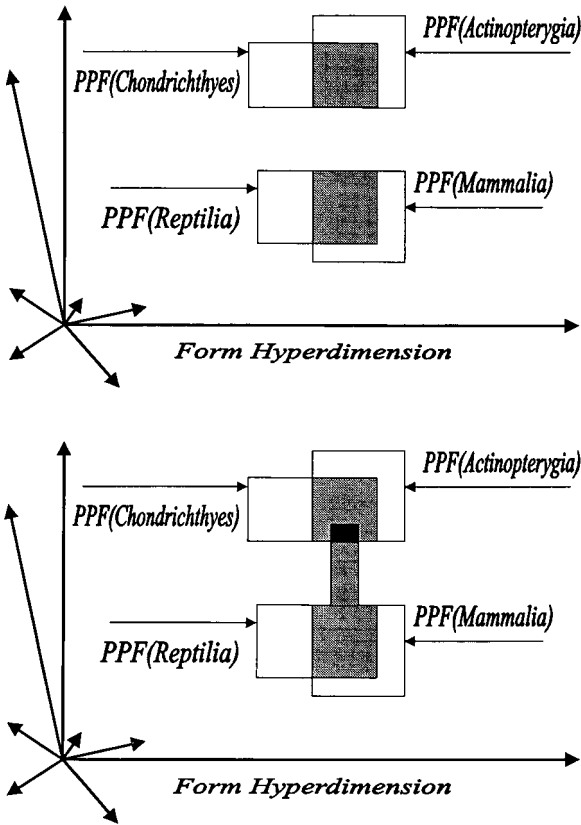 PPF(Actinopterygia)
PPF(Chondrichthyes)
PPF(Mammalia)
PPF(Reptilia)
Form Hyperdimension
PPF(Actinopterygia)
PPF(Chondrichthyes)
PPF(Mammalia)
PPF(Reptilia)
Form Hyperdimension